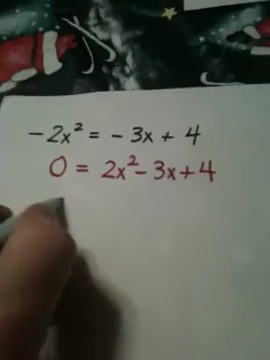 -2x² = -3x + 4
0 = 2x² - 3x + 4